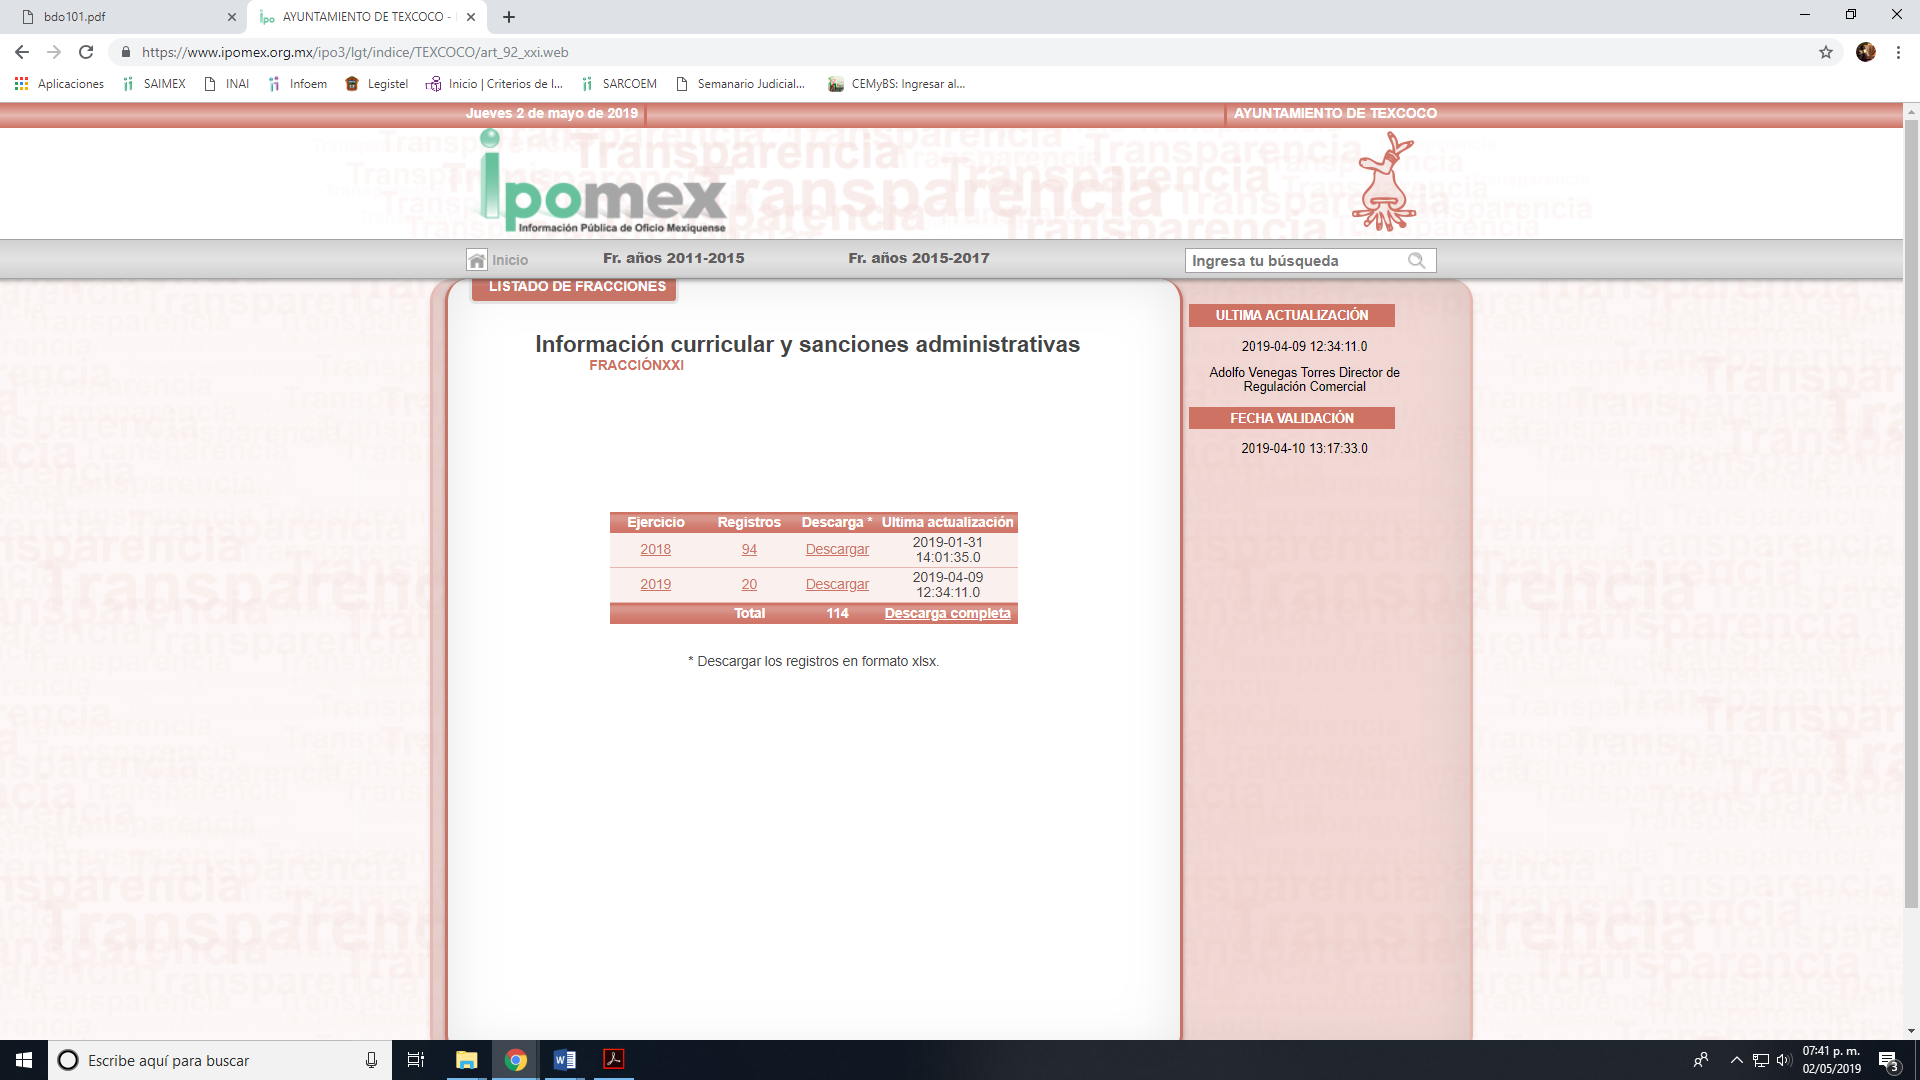 bdo101.pdf
AYUNTAMIENTO DE TEXCOCO -
https://www.ipomex.org.mx/ipo3/lgt/indice/TEXCOCO/art_92_xxi.web
Aplicaciones SAIMEX INAI Infoem Legistel Inicio | Criterios de I... SARCOEM Semanario Judicial... CEMyBS: Ingresar al...
Jueves 2 de mayo de 2019 AYUNTAMIENTO DE TEXCOCO
ipomex
Información Pública de Oficio Mexiquense
Transparencia
Inicio Fr. años 2011-2015 Fr. años 2015-2017 Ingresa tu búsqueda
LISTADO DE FRACCIONES
Información curricular y sanciones administrativas
FRACCIÓNXXI
Ejercicio Registros Descarga * Ultima actualización
2018 94 Descargar 2019-01-31 14:01:35.0
2019 20 Descargar 2019-04-09 12:34:11.0
Total 114 Descarga completa
* Descargar los registros en formato xlsx.
ULTIMA ACTUALIZACIÓN
2019-04-09 12:34:11.0
Adolfo Venegas Torres Director de
Regulación Comercial
FECHA VALIDACIÓN
2019-04-10 13:17:33.0
Escribe aquí para buscar
07:41 p. m.
02/05/2019
3